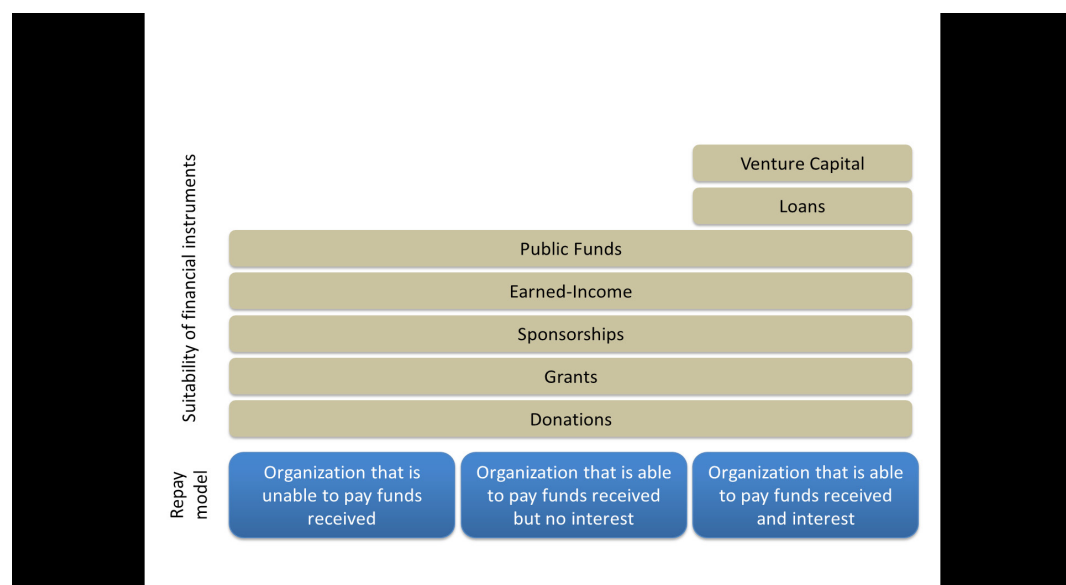 Suitability of financial instruments
Venture Capital
Loans
Public Funds
Earned-Income
Sponsorships
Grants
Donations
Repay
model
Organization that is
unable to pay funds
received
Organization that is able
to pay funds received
but no interest
Organization that is able
to pay funds received
and interest